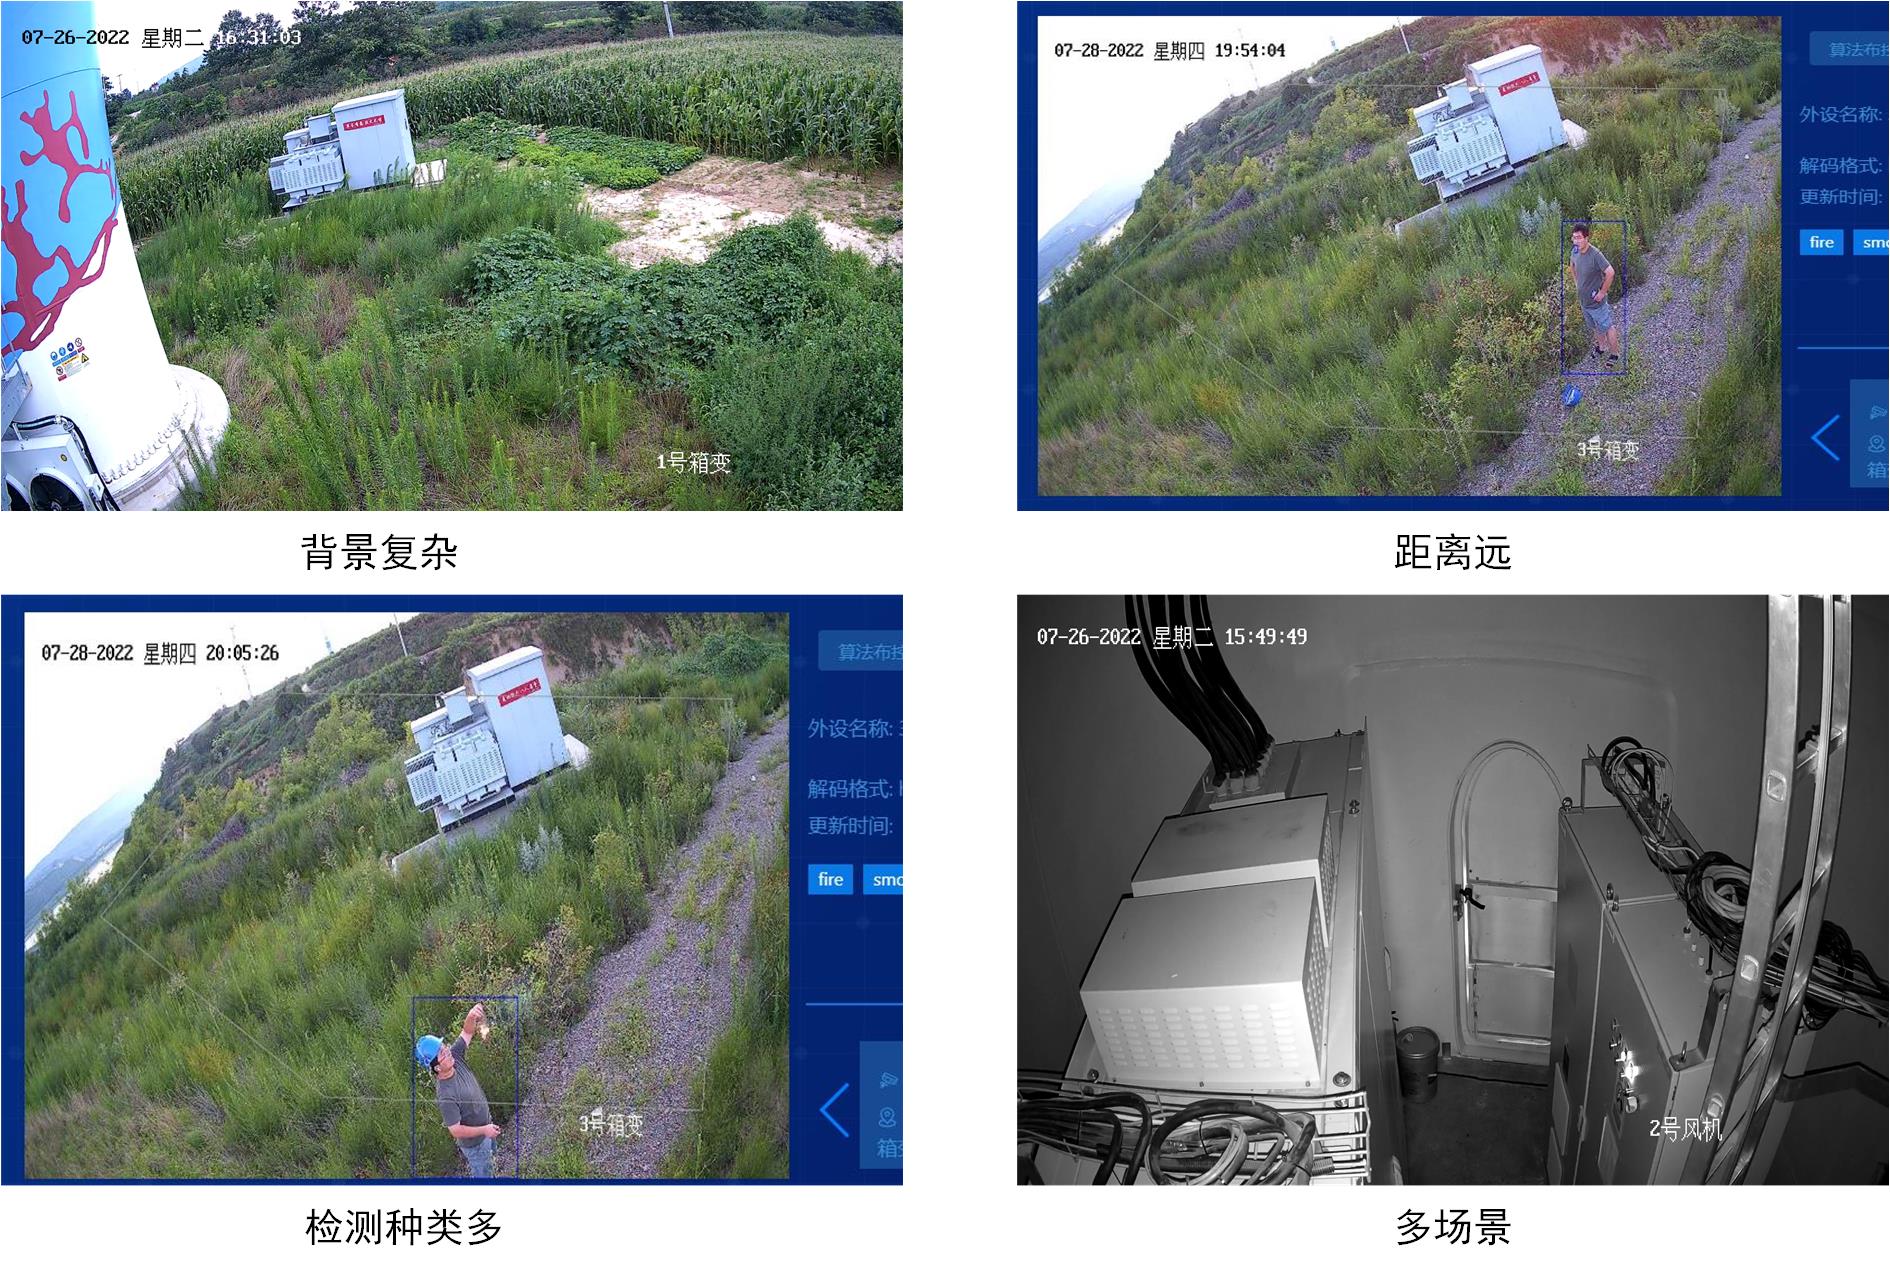 07-26-2022 星期二 16:31:03
1号箱变
背景复杂
07-28-2022 星期四 19:54:04
算法布控
外设名称:
解码格式:
更新时间:
fire
smo
3号箱变
箱
距离远
07-28-2022 星期四 20:05:26
算法布控
外设名称: 3
解码格式: h
更新时间:
fire
smo
3号箱变
箱变
检测种类多
07-26-2022 星期二 15:49:49
2号风机
多场景